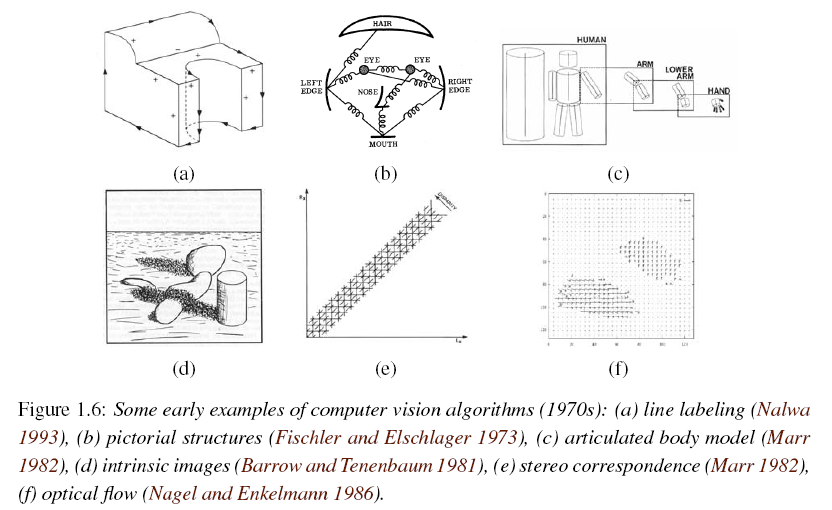 HAIR
EYE EYE
LEFT
EDGE
RIGHT
EDGE
NOSE
MOUTH
HUMAN
ARM
LOWER
ARM
HAND
(a) (b) (c)
DISPARITY
(d) (e) (f)
Figure 1.6: Some early examples of computer vision algorithms (1970s): (a) line labeling (Nalwa
1993), (b) pictorial structures (Fischler and Elschlager 1973), (c) articulated body model (Marr
1982), (d) intrinsic images (Barrow and Tenenbaum 1981), (e) stereo correspondence (Marr 1982),
(f) optical flow (Nagel and Enkelmann 1986).